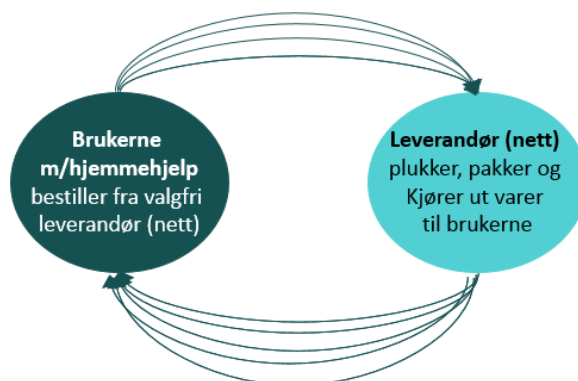 Brukerne
m/hjemmehjelp
bestiller fra valgfri
leverandør (nett)
Leverandør (nett)
plukker, pakker og
Kjører ut varer
til brukerne